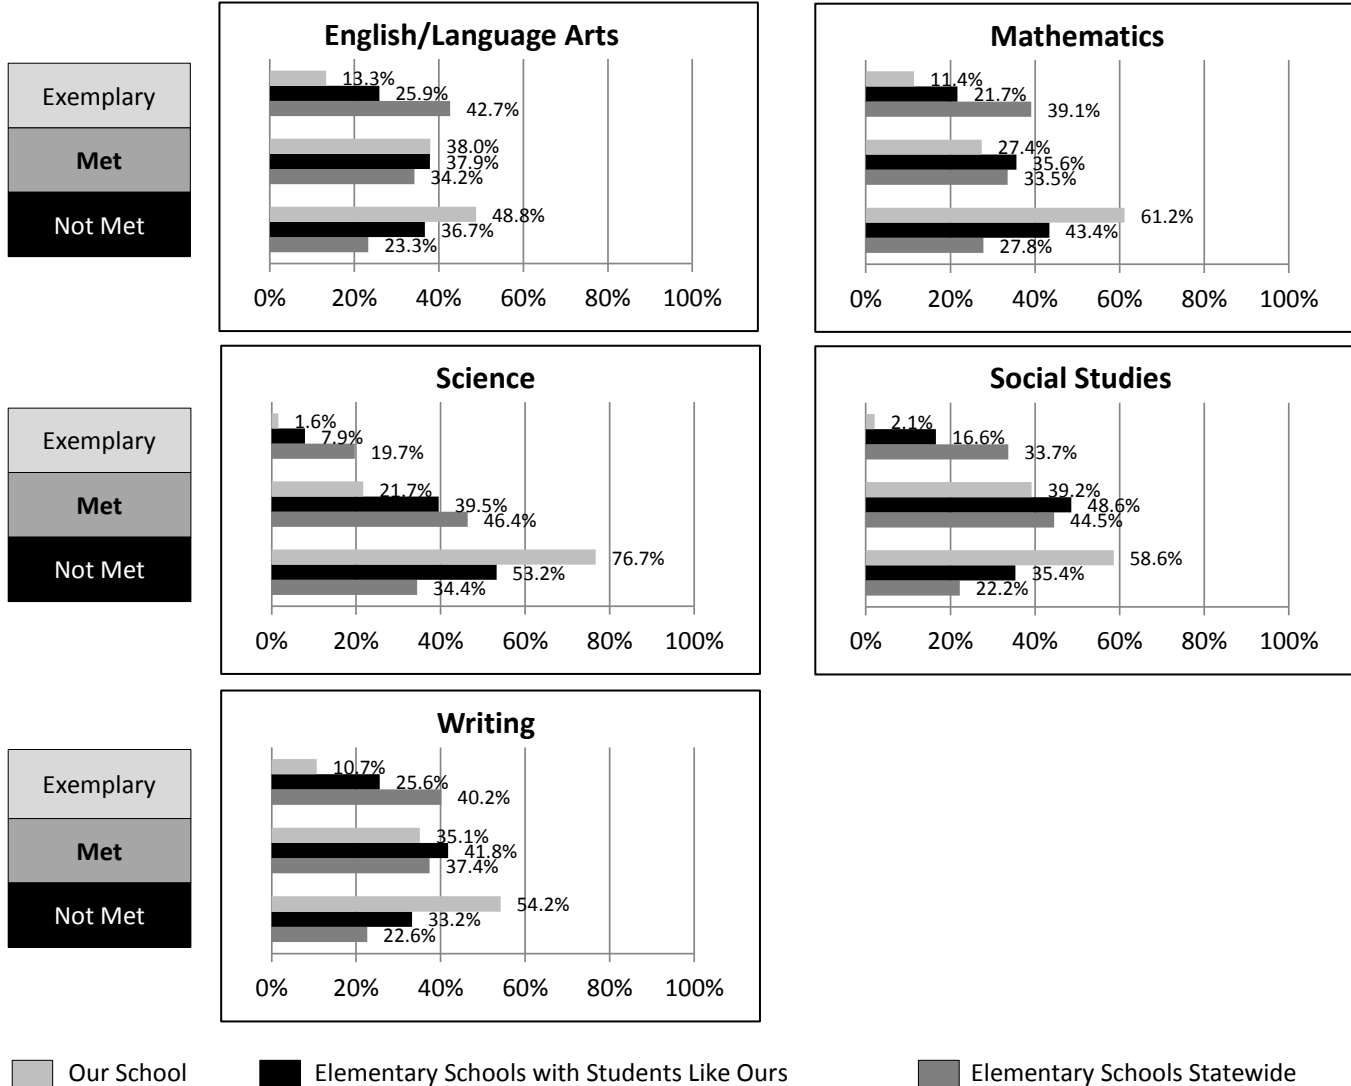 English/Language Arts
Exemplary
Met
Not Met
13.3%
25.9%
42.7%
38.0%
37.9%
34.2%
48.8%
36.7%
23.3%
0% 20% 40% 60% 80% 100%
Mathematics
11.4%
21.7%
39.1%
27.4%
35.6%
33.5%
61.2%
43.4%
27.8%
0% 20% 40% 60% 80% 100%
Science
Exemplary
Met
Not Met
1.6%
7.9%
19.7%
21.7%
39.5%
46.4%
76.7%
53.2%
34.4%
0% 20% 40% 60% 80% 100%
Social Studies
2.1%
16.6%
33.7%
39.2%
48.6%
44.5%
58.6%
35.4%
22.2%
0% 20% 40% 60% 80% 100%
Writing
Exemplary
Met
Not Met
10.7%
25.6%
40.2%
35.1%
41.8%
37.4%
54.2%
33.2%
22.6%
0% 20% 40% 60% 80% 100%
Our School Elementary Schools with Students Like Ours Elementary Schools Statewide